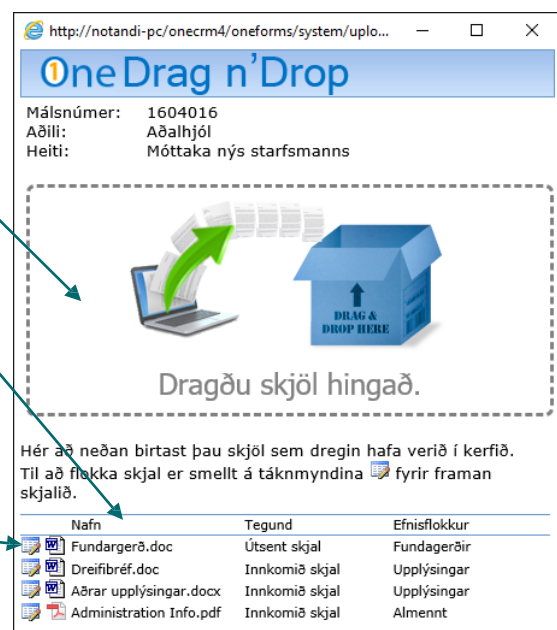 http://notandi-pc/onecrm4/oneforms/system/uplo...
1 One Drag n'Drop
Málsnúmer: 1604016
Aðili: Aðalhjól
Heiti: Móttaka nýs starfsmanns
DRAG &
DROP HERE
Dragðu skjöl hingað.
Hér að neðan birtast þau skjöl sem dregin hafa verið í kerfið.
Til að flokka skjal er smellt á táknmyndina fyrir framan
skjalið.
Nafn Tegund Efnisflokkur
Fundargerð.doc Útsent skjal Fundagerðir
Dreifibréf.doc Innkomið skjal Upplýsingar
Aðrar upplýsingar.docx Innkomið skjal Upplýsingar
Administration Info.pdf Innkomið skjal Almennt